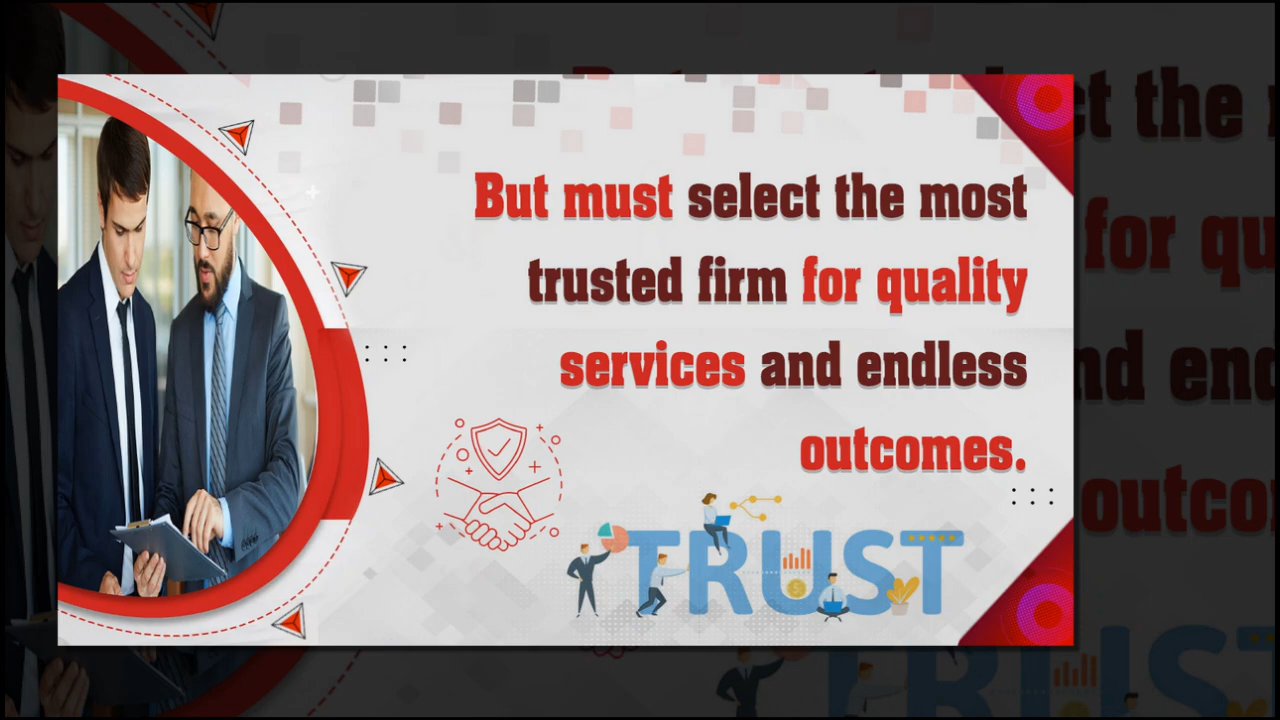 But must select the most
trusted firm for quality
services and endless
outcomes.
TRUST